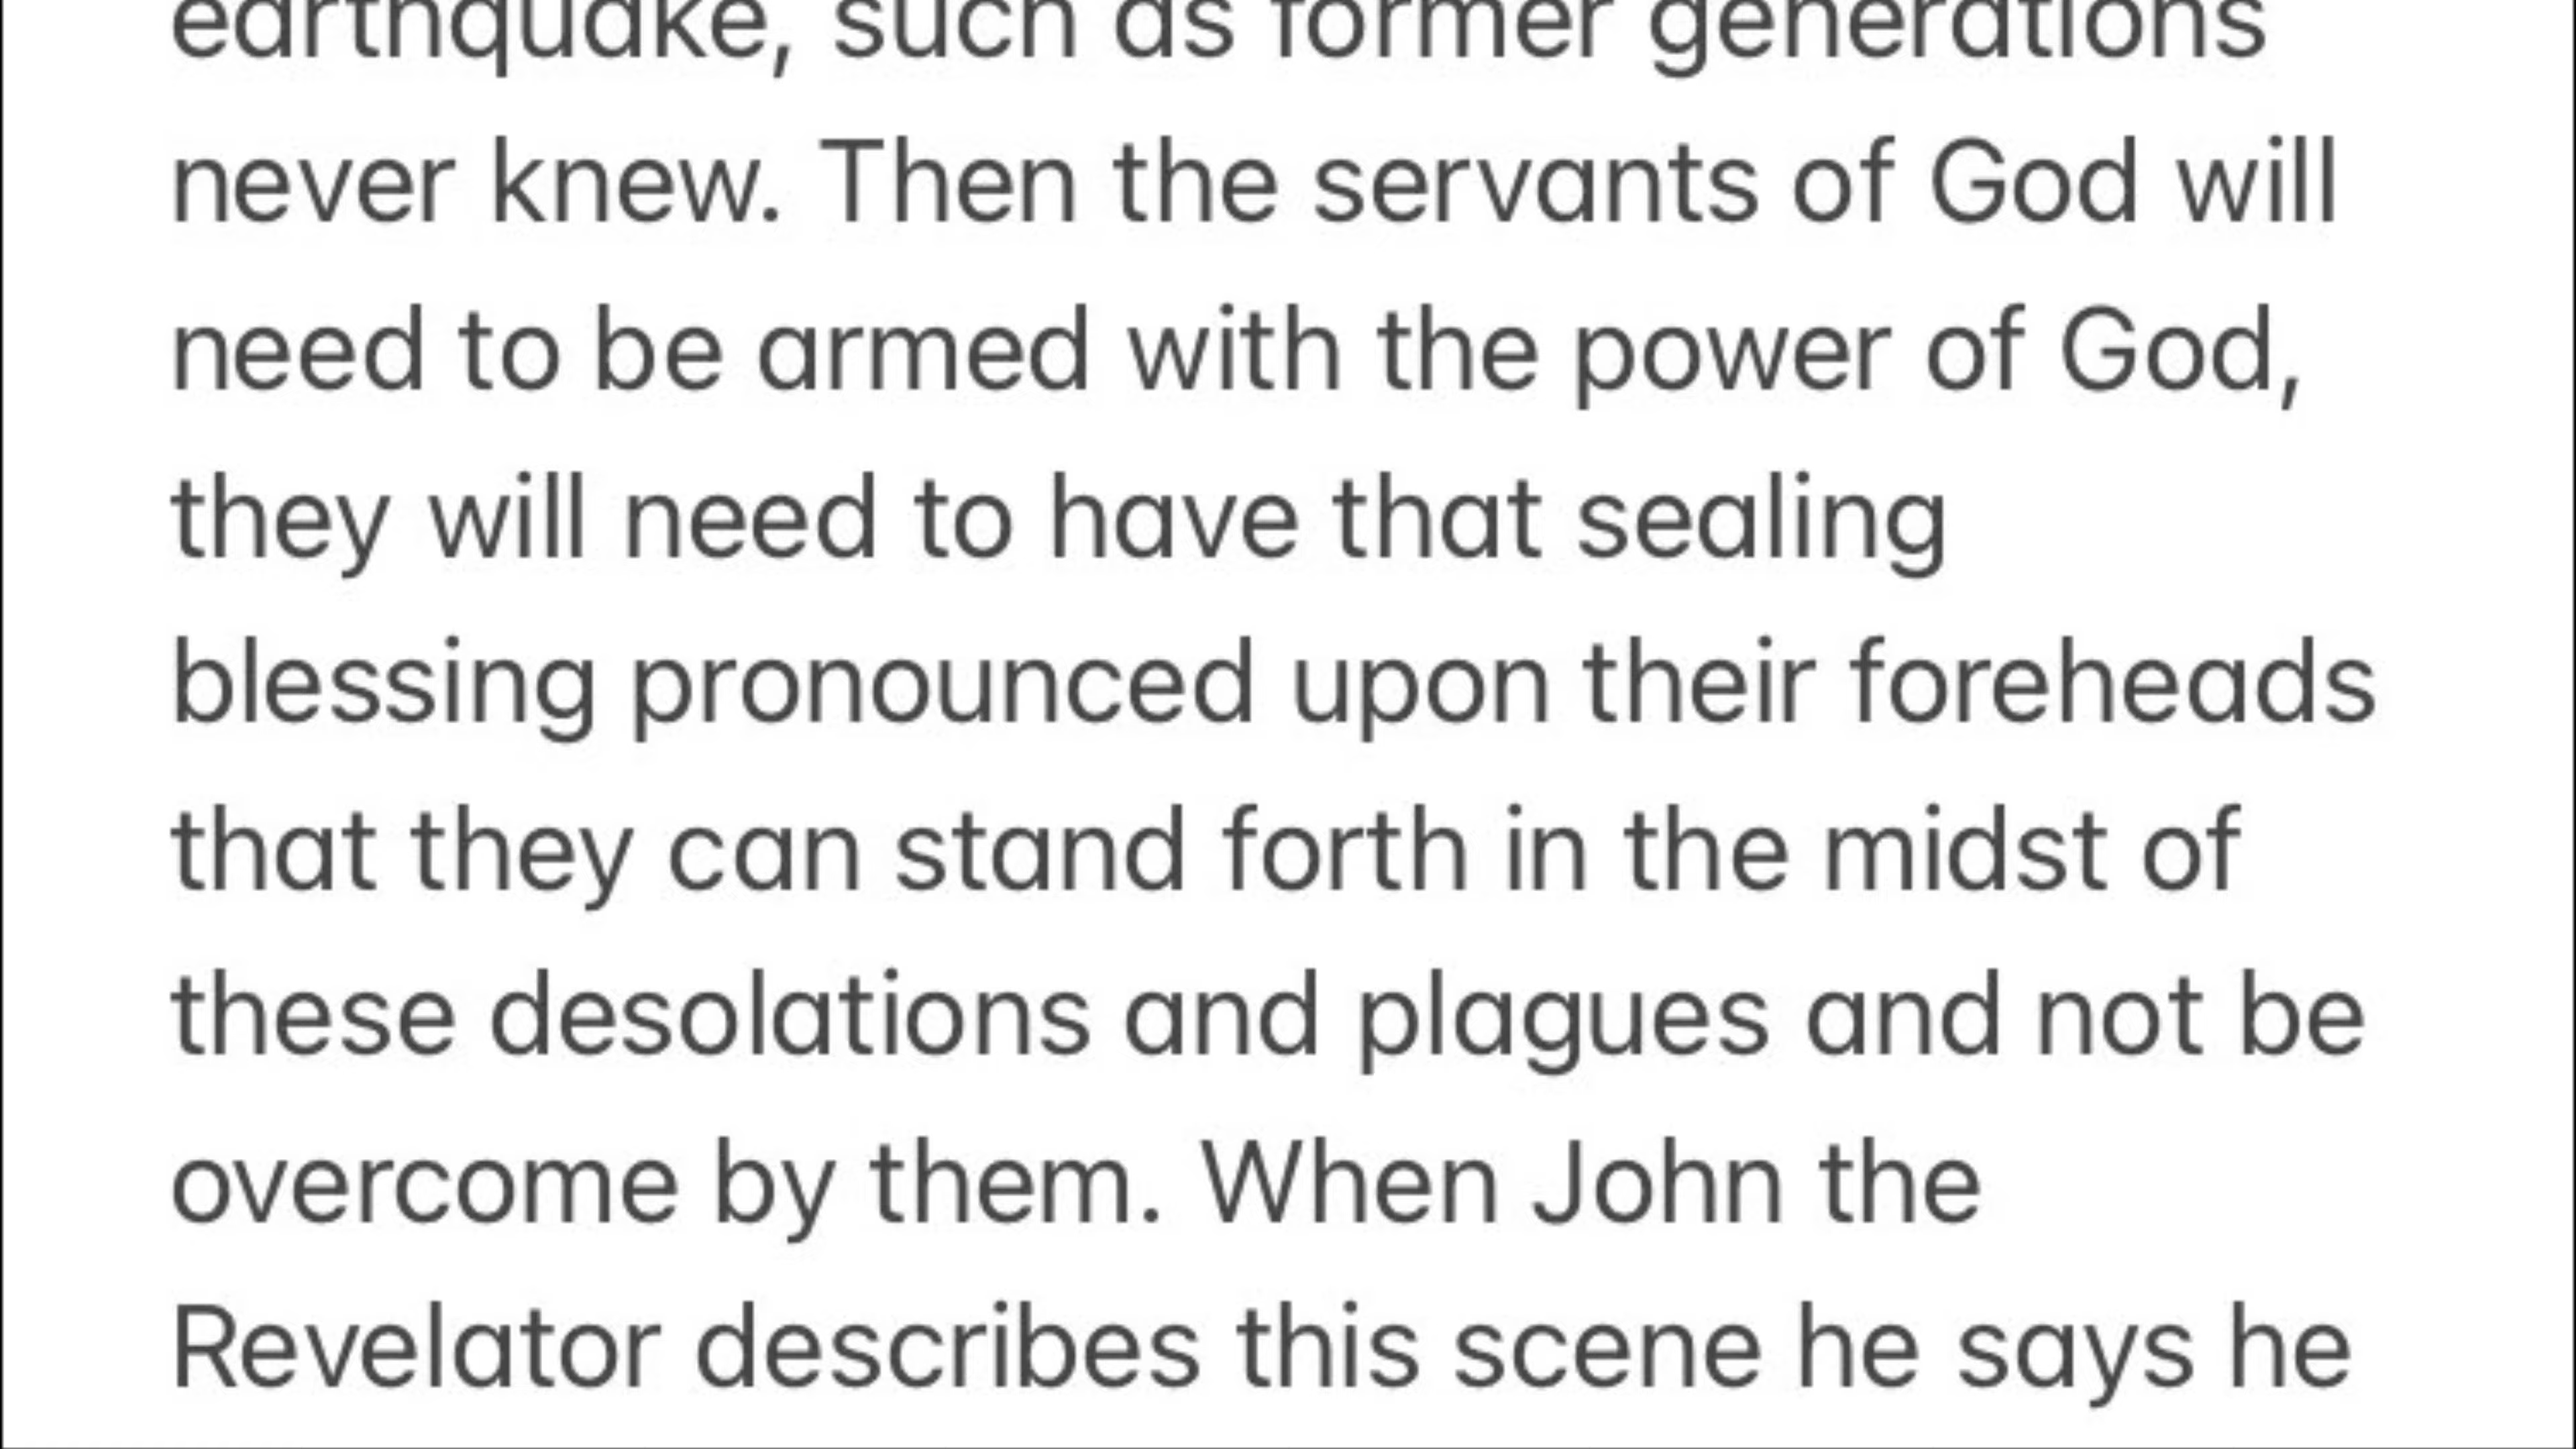 earthquake, such as former generations
never knew. Then the servants of God will
need to be armed with the power of God,
they will need to have that sealing
blessing pronounced upon their foreheads
that they can stand forth in the midst of
these desolations and plagues and not be
overcome by them. When John the
Revelator describes this scene he says he